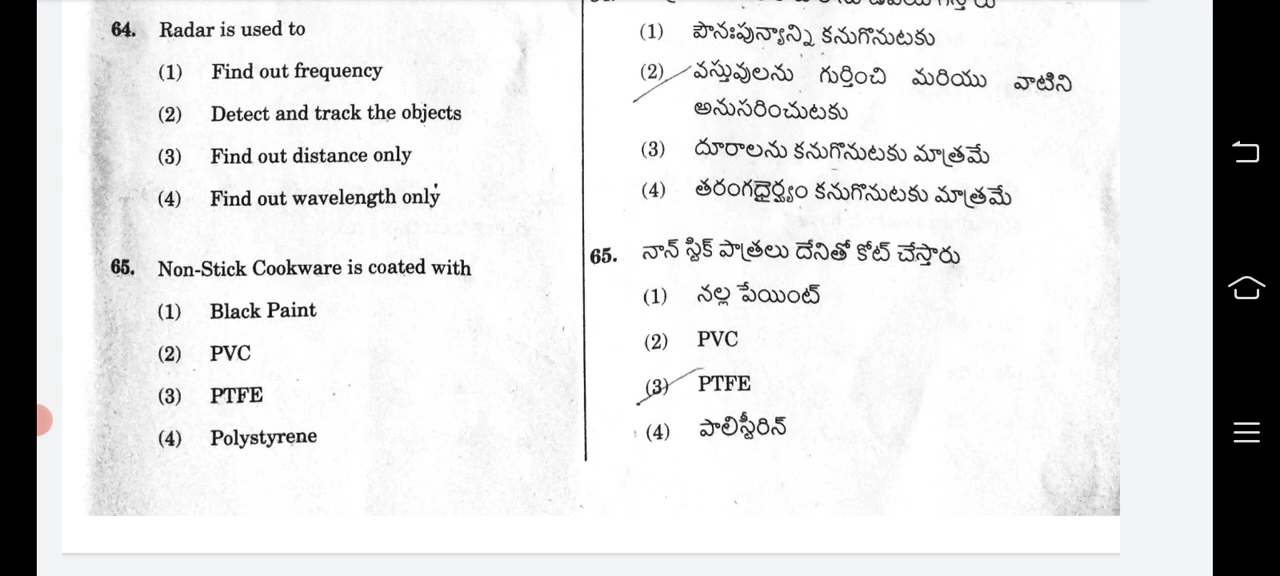 64. Radar is used to
(1) Find out frequency
(2) Detect and track the objects
(3) Find out distance only
(4) Find out wavelength only
65. Non-Stick Cookware is coated with
(1) Black Paint
(2) PVC
(3) PTFE
(4) Polystyrene
(1) పౌనఃపున్యాన్ని కనుగొనుటకు
(2) వస్తువులను గుర్తించి మరియు వాటిని
అనుసరించుటకు
(3) దూరాలను కనుగొనుటకు మాత్రమే
(4) తరంగదైర్ఘ్యం కనుగొనుటకు మాత్రమే
65. నాన్ స్టిక్ పాత్రలు దేనితో కోట్ చేస్తారు
(1) నల్ల పేయింట్
(2) PVC
(3) PTFE
(4) పాలిస్టీరిన్